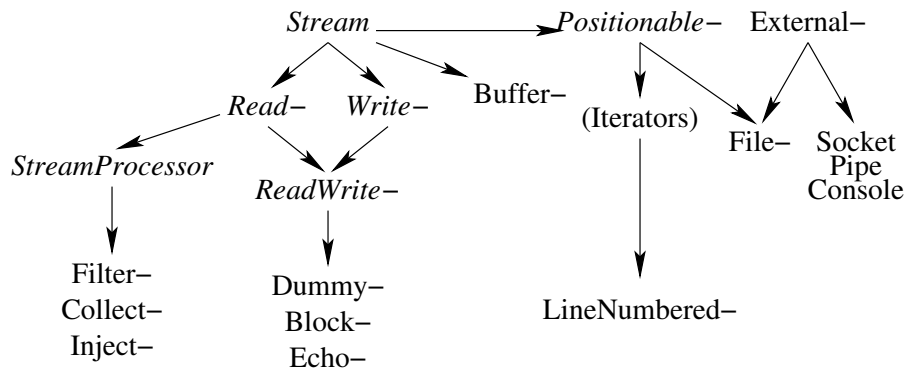 Stream
Positionable–
External–
Read–
Write–
Buffer–
(Iterators)
File–
Socket
Pipe
Console
StreamProcessor
ReadWrite–
Filter–
Collect–
Inject–
Dummy–
Block–
Echo–
LineNumbered–